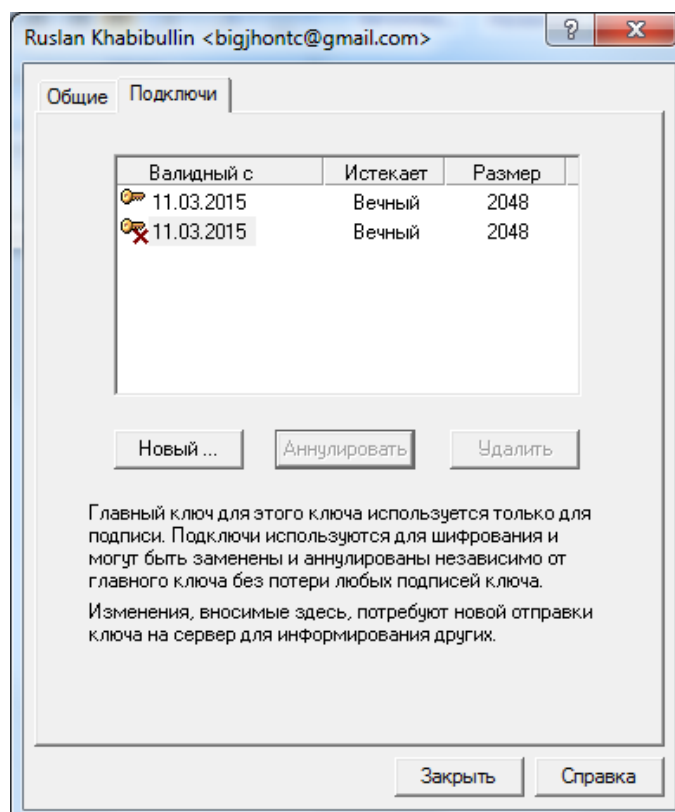 Ruslan Khabibullin <bigjhontc@gmail.com>
Общие Подключи
Валидный с Истекает Размер
11.03.2015 Вечный 2048
11.03.2015 Вечный 2048
Новый ... Аннулировать Удалить
Главный ключ для этого ключа используется только для
подписи. Подключи используются для шифрования и
могут быть заменены и аннулированы независимо от
главного ключа без потери любых подписей ключа.
Изменения, вносимые здесь, потребуют новой отправки
ключа на сервер для информирования других.
Закрыть Справка